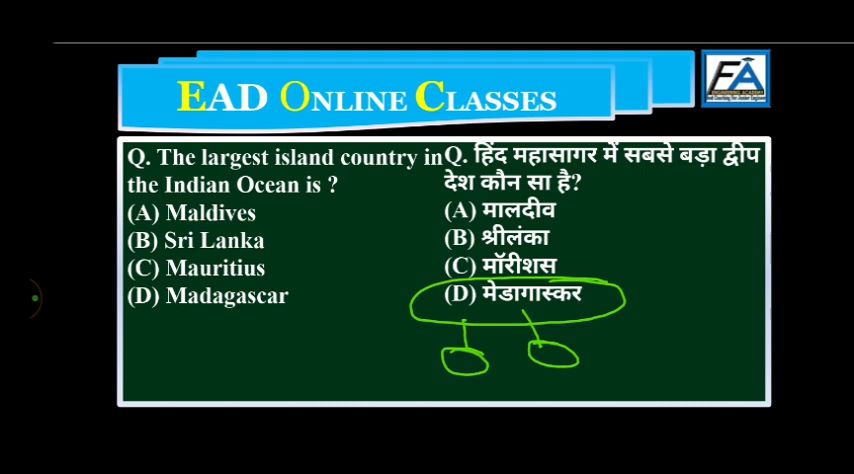 EAD ONLINE CLASSES
FA
Q. The largest island country in
the Indian Ocean is ?
(A) Maldives
(B) Sri Lanka
(C) Mauritius
(D) Madagascar
Q. हिंद महासागर में सबसे बड़ा द्वीप
देश कौन सा है?
(A) मालदीव
(B) श्रीलंका
(C) मॉरीशस
(D) मेडागास्कर